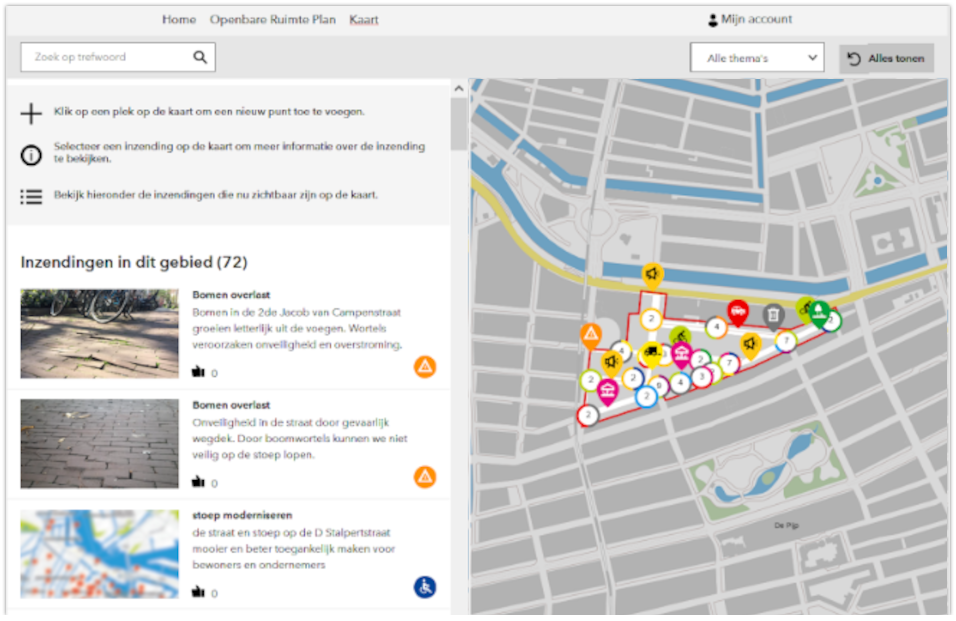 Home Openbare Ruimte Plan Kaart Mijn account
Zoek op trefwoord Alle thema's Alles tonen
Klik op een plek op de kaart om een nieuw punt toe te voegen.
Selecteer een inzending op de kaart om meer informatie over de inzending
te bekijken.
Bekijk hieronder de inzendingen die nu zichtbaar zijn op de kaart.
Inzendingen in dit gebied (72)
Bomen overlast
Bomen in de 2de Jacob van Campenstraat
groeien letterlijk uit de voegen. Wortels
veroorzaken onveiligheid en overstroming.
0
Bomen overlast
Onveiligheid in de straat door gevaarlijk
wegdek. Door boomwortels kunnen we niet
veilig op de stoep lopen.
0
stoep moderniseren
de straat en stoep op de D Stalpertstraat
mooier en beter toegankelijk maken voor
bewoners en ondernemers
0
2
4
2
4
3
7
2
7
2
2
3
4
2
2
De Pijp